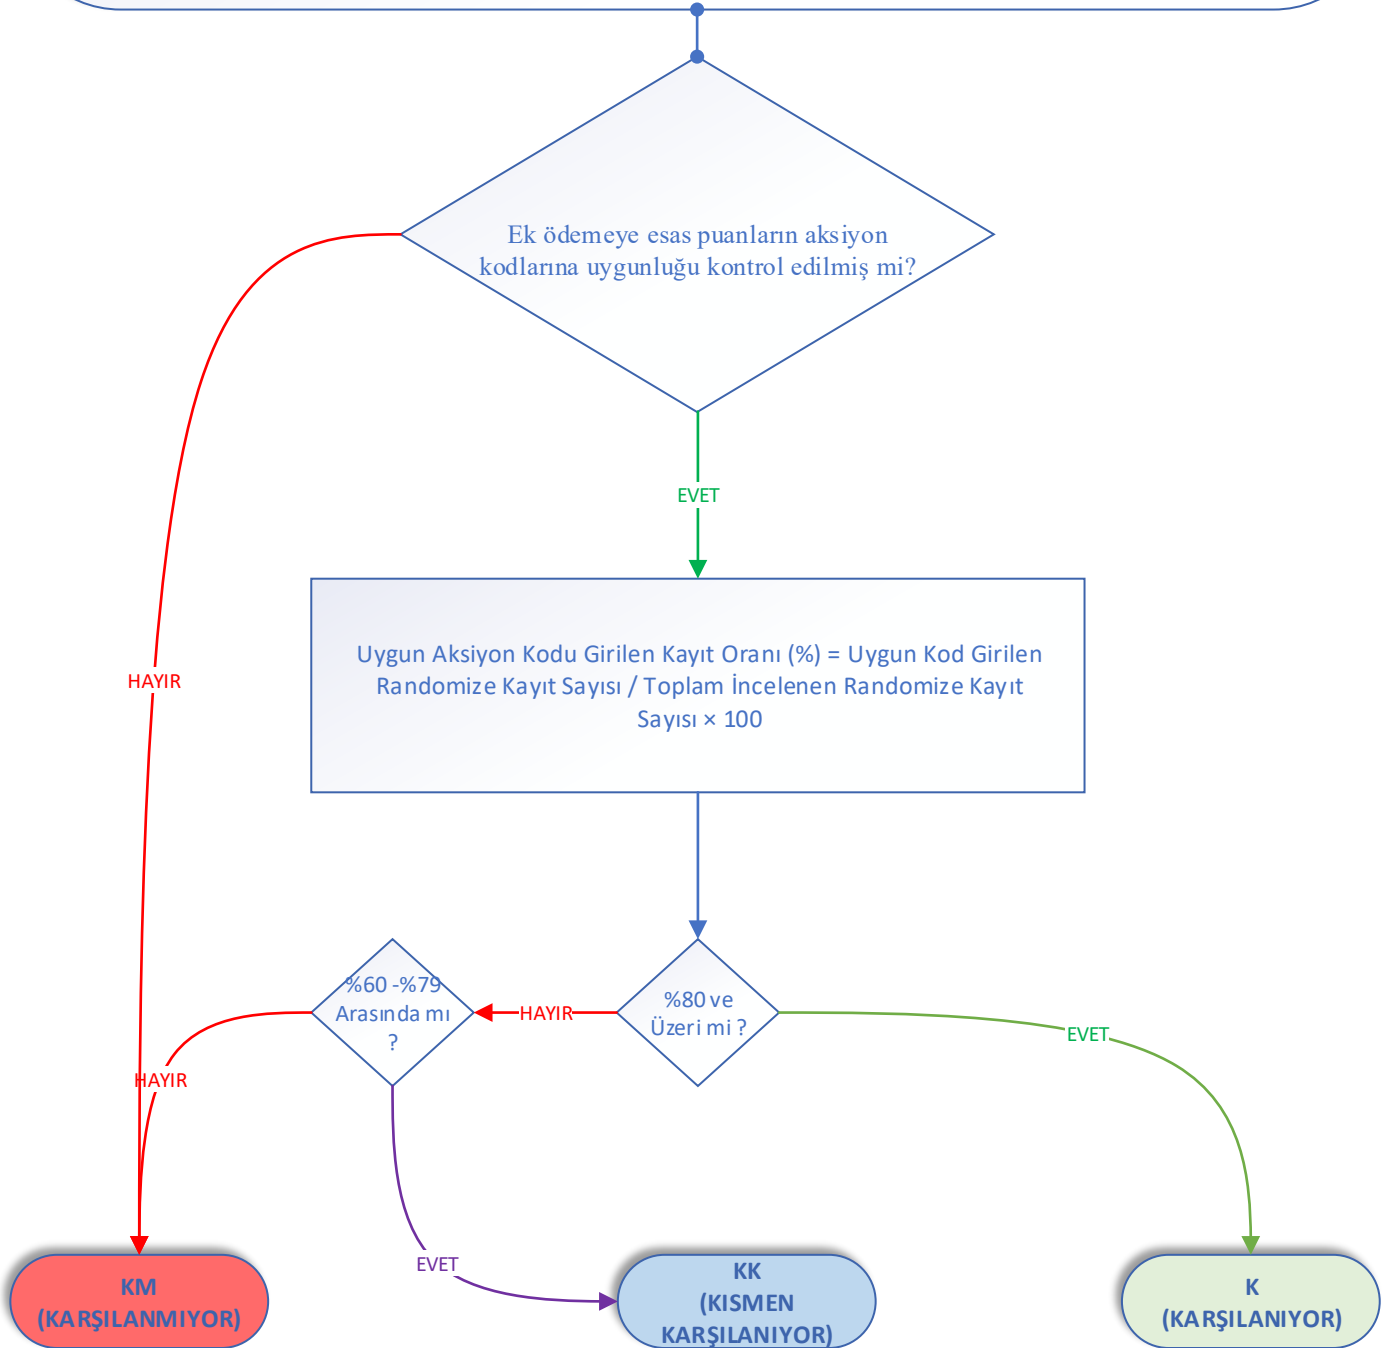 Ek ödemeye esas puanların aksiyon
kodlarına uygunluğu kontrol edilmiş mi?
EVET
HAYIR
Uygun Aksiyon Kodu Girilen Kayıt Oranı (%) = Uygun Kod Girilen
Randomize Kayıt Sayısı / Toplam İncelenen Randomize Kayıt
Sayısı × 100
%60 -%79
Arasında mı
?
HAYIR
%80 ve
Üzeri mi ?
EVET
HAYIR
EVET
KM
(KARŞILANMIYOR)
KK
(KISMEN
KARŞILANIYOR)
K
(KARŞILANIYOR)